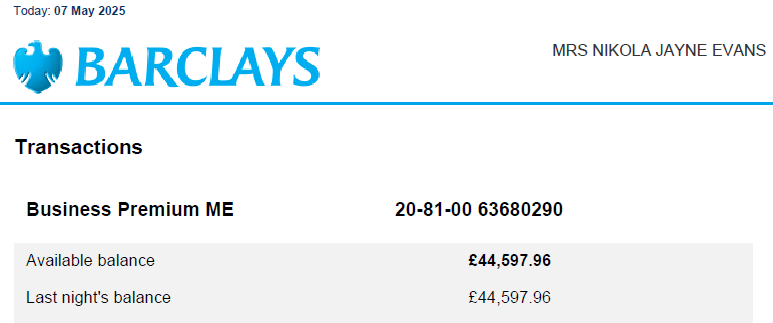 Today: 07 May 2025
BARCLAYS
MRS NIKOLA JAYNE EVANS
Transactions
Business Premium ME 20-81-00 63680290
Available balance £44,597.96
Last night's balance £44,597.96